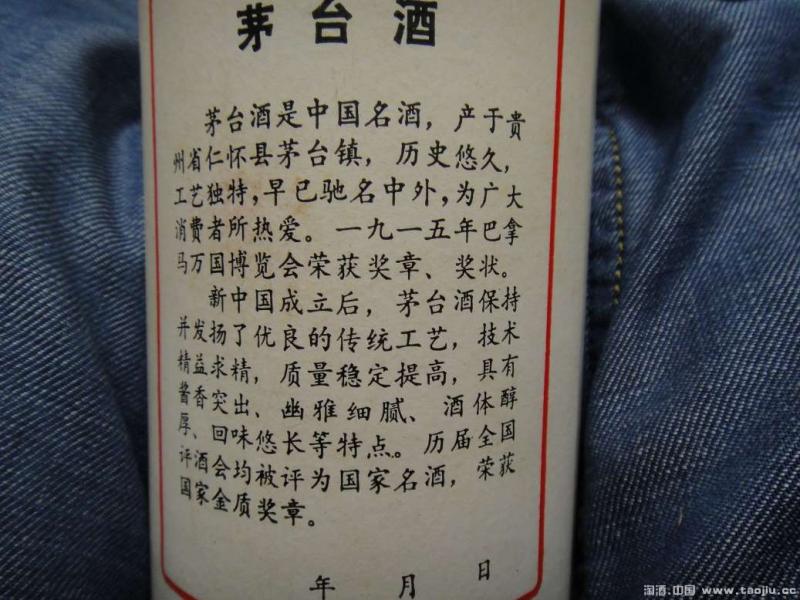 茅台酒
茅台酒是中国名酒，产于贵
州省仁怀县茅台镇，历史悠久，
工艺独特，早已驰名中外，为广大
消费者所热爱。一九一五年巴拿
马万国博览会荣获奖章、奖状。
新中国成立后，茅台酒保持
并发扬了优良的传统工艺，技术
精益求精，质量稳定提高，具有
酱香突出、幽雅细腻、酒体醇
厚、回味悠长等特点。历届全国
评酒会均被评为国家名酒，荣获
国家金质奖章。
年 月 日
淘酒.中国 www.taojiu.cc